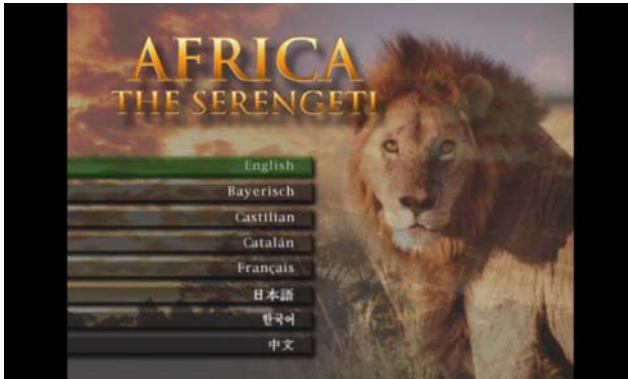 AFRICA
THE SERENGETI
English
Bayerisch
Castilian
Catalán
Français
日本語
한국어
中文